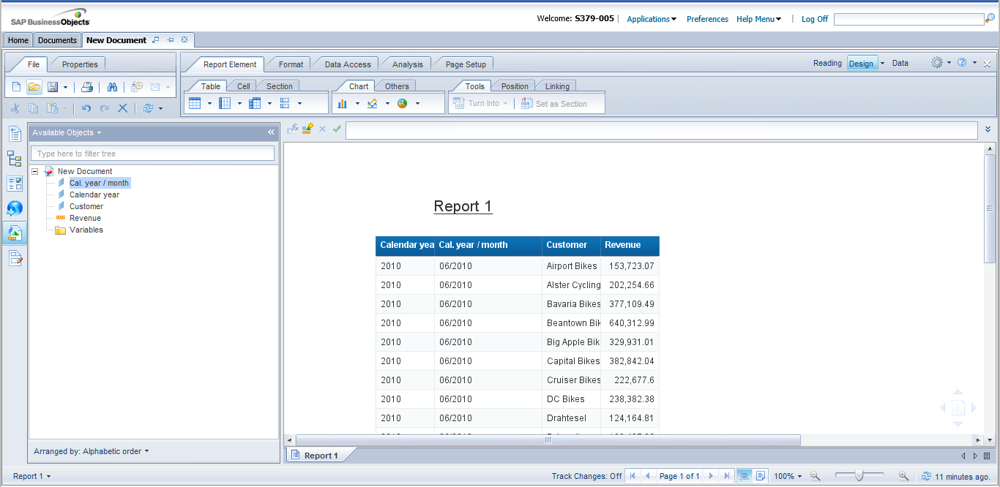 SAP BusinessObjects
Welcome: S379-005 | Applications Preferences Help Menu | Log Off
Home Documents New Document
File Properties Report Element Format Data Access Analysis Page Setup Reading Design Data
Table Cell Section Chart Others Tools Position Linking
Turn Into Set as Section
Available Objects
Type here to filter tree
New Document
Cal. year / month
Calendar year
Customer
Revenue
Variables
Arranged by: Alphabetic order
Report 1
Calendar yea Cal. year / month Customer Revenue
2010 06/2010 Airport Bikes 153,723.07
2010 06/2010 Alster Cycling 202,254.66
2010 06/2010 Bavaria Bikes 377,109.49
2010 06/2010 Beantown Bik 640,312.99
2010 06/2010 Big Apple Bik 329,931.01
2010 06/2010 Capital Bikes 382,842.04
2010 06/2010 Cruiser Bikes 222,677.6
2010 06/2010 DC Bikes 238,382.38
2010 06/2010 Drahtesel 124,164.81
Report 1
Report 1 Track Changes: Off Page 1 of 1 100% 11 minutes ago.